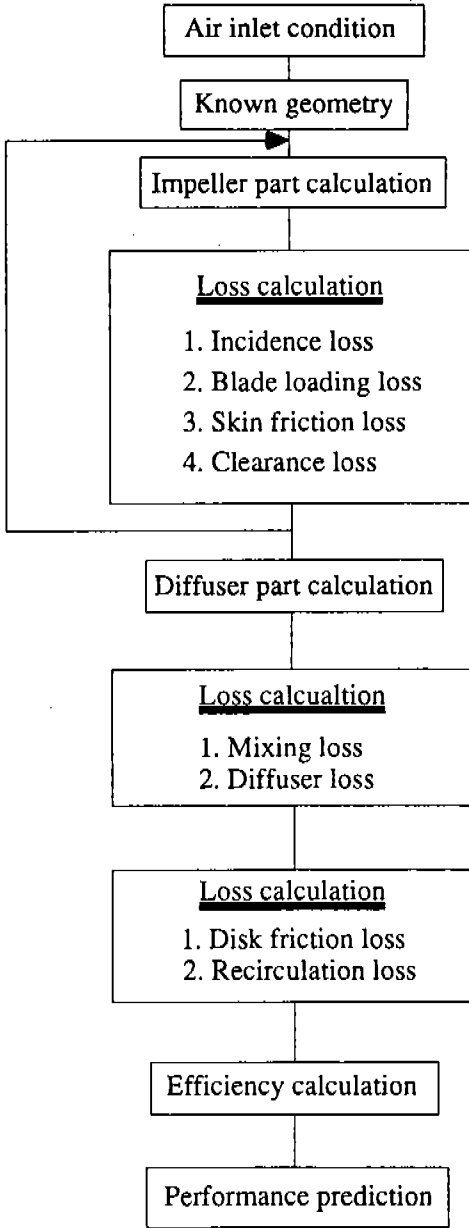 Air inlet condition
Known geometry
Impeller part calculation
Loss calculation
1. Incidence loss
2. Blade loading loss
3. Skin friction loss
4. Clearance loss
Diffuser part calculation
Loss calcualtion
1. Mixing loss
2. Diffuser loss
Loss calculation
1. Disk friction loss
2. Recirculation loss
Efficiency calculation
Performance prediction